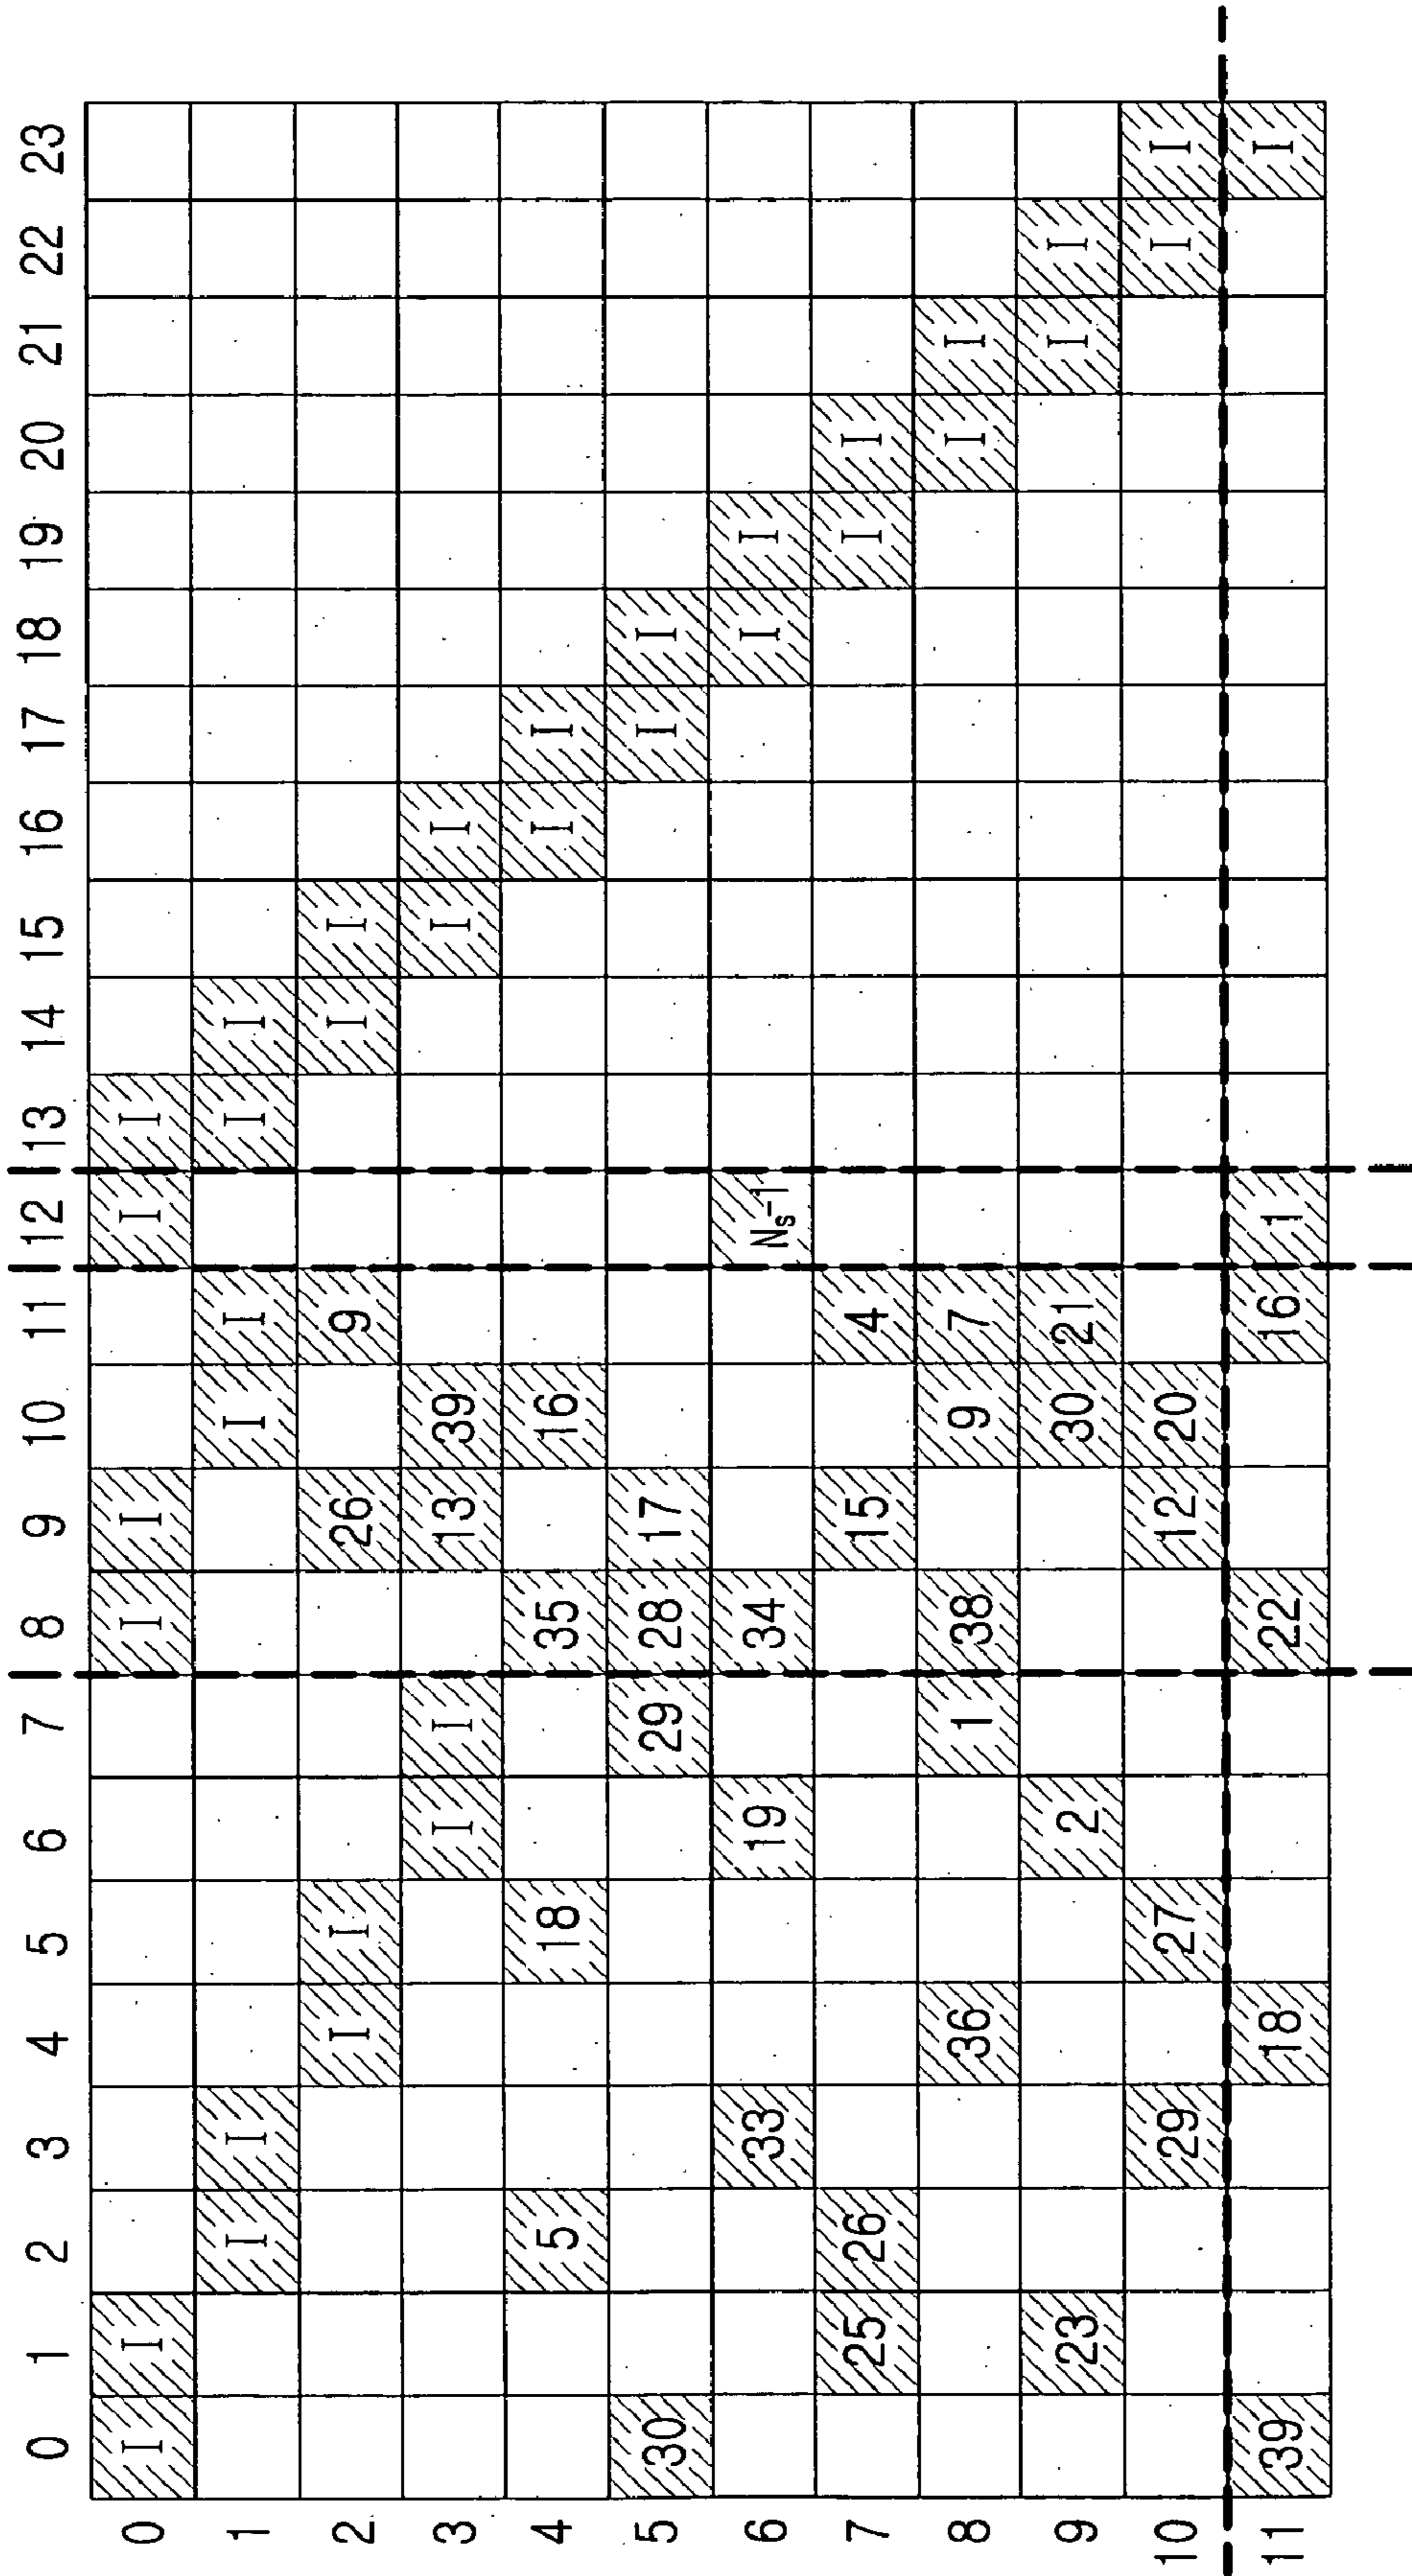 0 1 2 3 4 5 6 7 8 9 10 11 12 13 14 15 16 17 18 19 20 21 22 23
0 I I I I I I
1 I I I I I I
2 I I 26 9 I I
3 I I 13 39 I I
4 5 18 35 16 I I
5 30 29 28 17 I I
6 33 19 34 Nₛ-1 I I
7 25 26 15 4 I I
8 36 1 38 9 7 I I
9 23 2 30 21 I I
10 29 27 12 20 I I
11 39 18 22 16 1 I